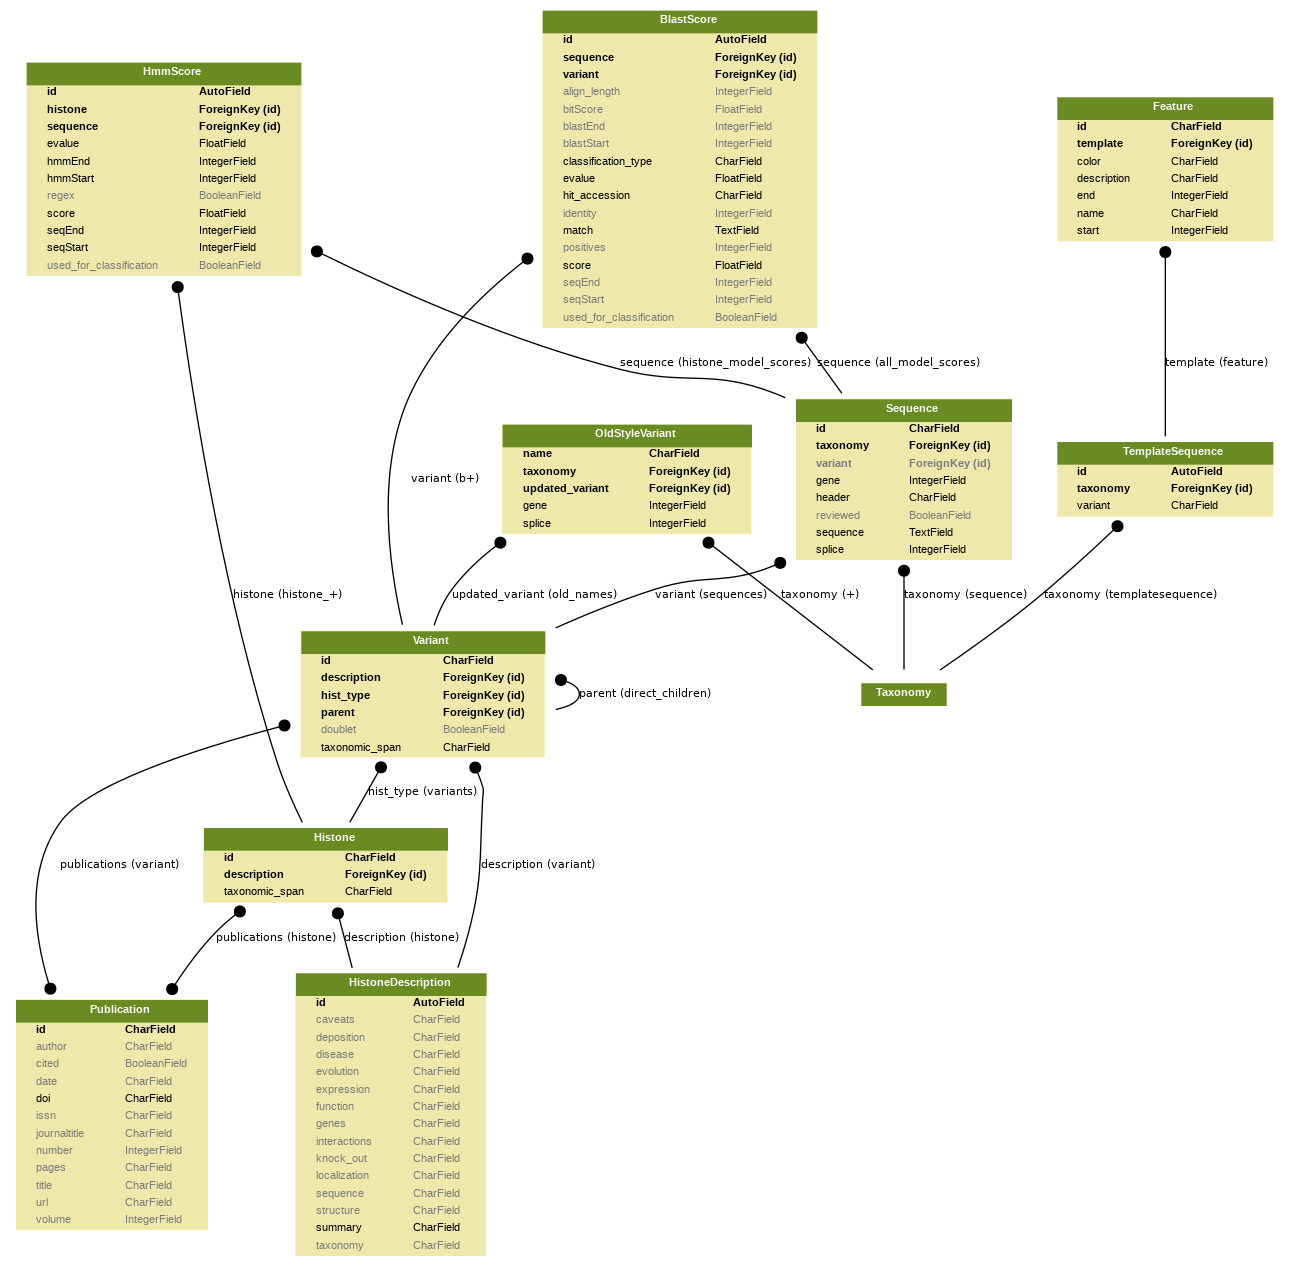 BlastScore
id AutoField
sequence ForeignKey (id)
variant ForeignKey (id)
align_length IntegerField
bitScore FloatField
blastEnd IntegerField
blastStart IntegerField
classification_type CharField
evalue FloatField
hit_accession CharField
identity IntegerField
match TextField
positives IntegerField
score FloatField
seqEnd IntegerField
seqStart IntegerField
used_for_classification BooleanField
HmmScore
id AutoField
histone ForeignKey (id)
sequence ForeignKey (id)
evalue FloatField
hmmEnd IntegerField
hmmStart IntegerField
regex BooleanField
score FloatField
seqEnd IntegerField
seqStart IntegerField
used_for_classification BooleanField
Feature
id CharField
template ForeignKey (id)
color CharField
description CharField
end IntegerField
name CharField
start IntegerField
sequence (histone_model_scores)
sequence (all_model_scores)
template (feature)
Sequence
id CharField
taxonomy ForeignKey (id)
variant ForeignKey (id)
gene IntegerField
header CharField
reviewed BooleanField
sequence TextField
splice IntegerField
OldStyleVariant
name CharField
taxonomy ForeignKey (id)
updated_variant ForeignKey (id)
gene IntegerField
splice IntegerField
TemplateSequence
id AutoField
taxonomy ForeignKey (id)
variant CharField
variant (b+)
histone (histone_+)
updated_variant (old_names)
variant (sequences)
taxonomy (+)
taxonomy (sequence)
taxonomy (templatesequence)
Variant
id CharField
description ForeignKey (id)
hist_type ForeignKey (id)
parent ForeignKey (id)
doublet BooleanField
taxonomic_span CharField
parent (direct_children)
Taxonomy
hist_type (variants)
Histone
id CharField
description ForeignKey (id)
taxonomic_span CharField
publications (variant)
description (variant)
publications (histone)
description (histone)
Publication
id CharField
author CharField
cited BooleanField
date CharField
doi CharField
issn CharField
journaltitle CharField
number IntegerField
pages CharField
title CharField
url CharField
volume IntegerField
HistoneDescription
id AutoField
caveats CharField
deposition CharField
disease CharField
evolution CharField
expression CharField
function CharField
genes CharField
interactions CharField
knock_out CharField
localization CharField
sequence CharField
structure CharField
summary CharField
taxonomy CharField